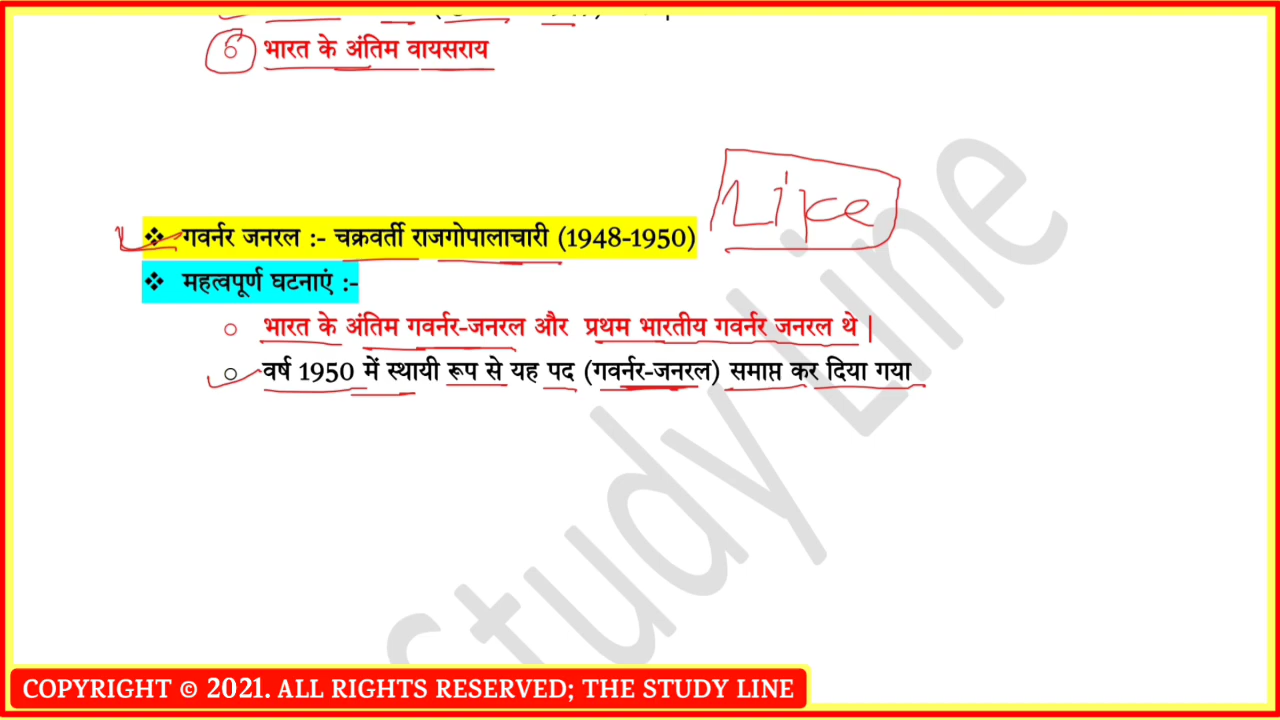 भारत के अंतिम वायसराय
Like
❖ गवर्नर जनरल :- चक्रवर्ती राजगोपालाचारी (1948-1950)
❖ महत्वपूर्ण घटनाएं :-
○ भारत के अंतिम गवर्नर-जनरल और प्रथम भारतीय गवर्नर जनरल थे |
○ वर्ष 1950 में स्थायी रूप से यह पद (गवर्नर-जनरल) समाप्त कर दिया गया
Study Line
COPYRIGHT © 2021. ALL RIGHTS RESERVED; THE STUDY LINE